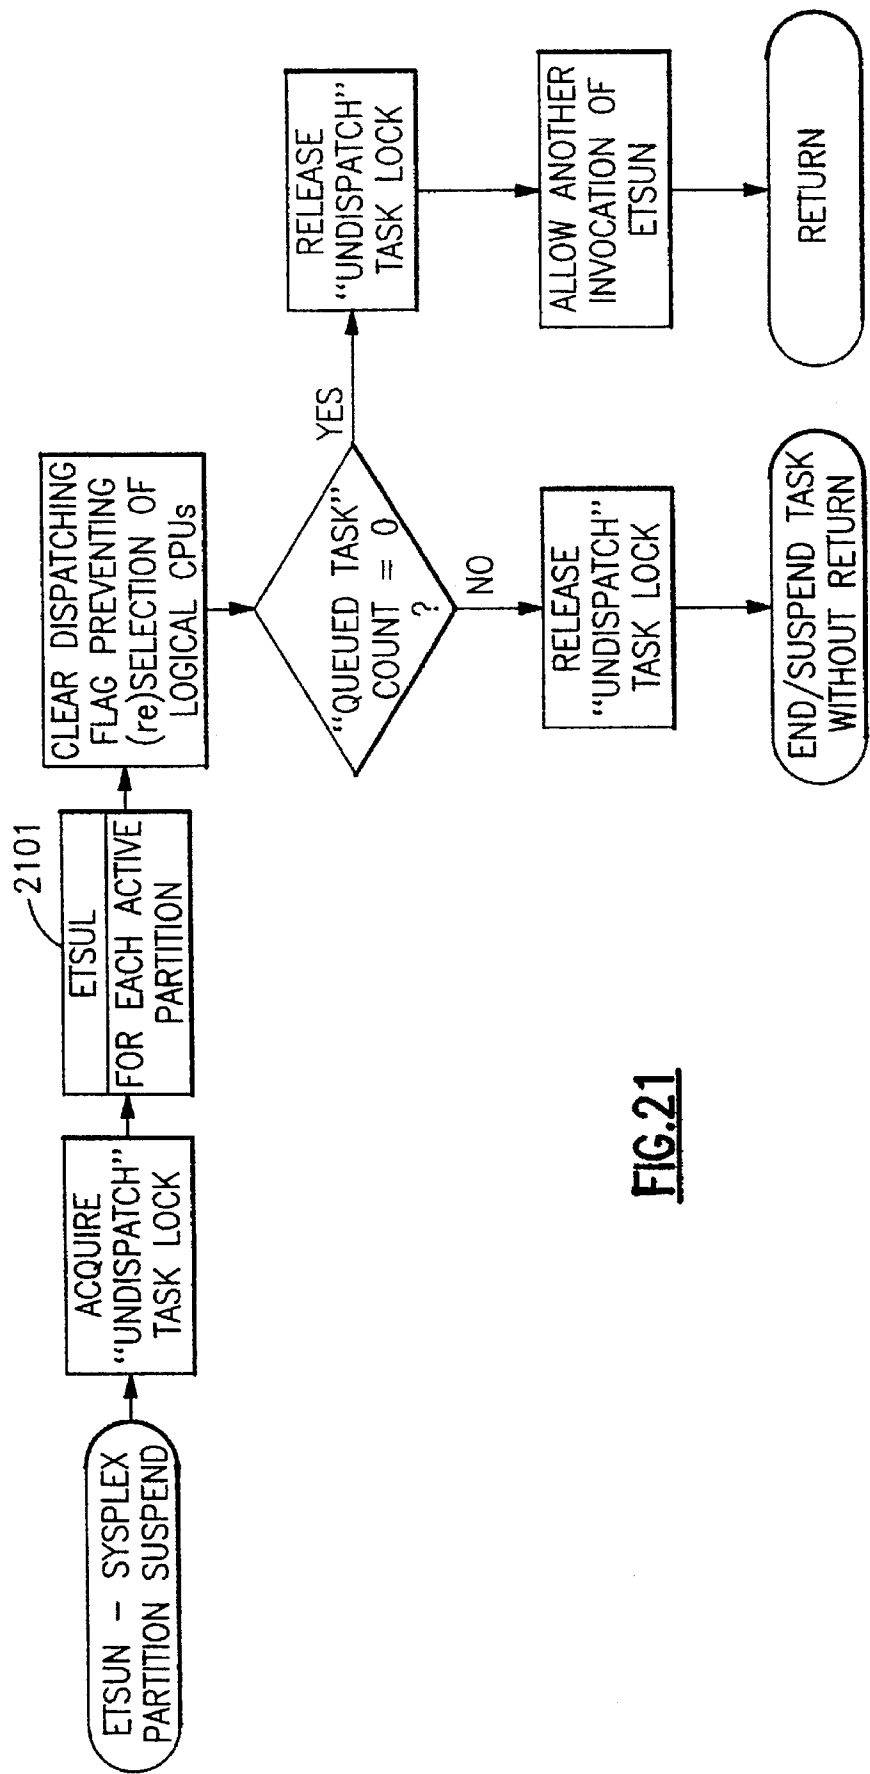 ETSUN – SYSPLEX
PARTITION SUSPEND
ACQUIRE
“UNDISPATCH”
TASK LOCK
2101
ETSUL
FOR EACH ACTIVE
PARTITION
CLEAR DISPATCHING
FLAG PREVENTING
(re)SELECTION OF
LOGICAL CPUs
“QUEUED TASK”
COUNT = 0
?
YES
RELEASE
“UNDISPATCH”
TASK LOCK
ALLOW ANOTHER
INVOCATION OF
ETSUN
RETURN
NO
RELEASE
“UNDISPATCH”
TASK LOCK
END/SUSPEND TASK
WITHOUT RETURN
FIG.21